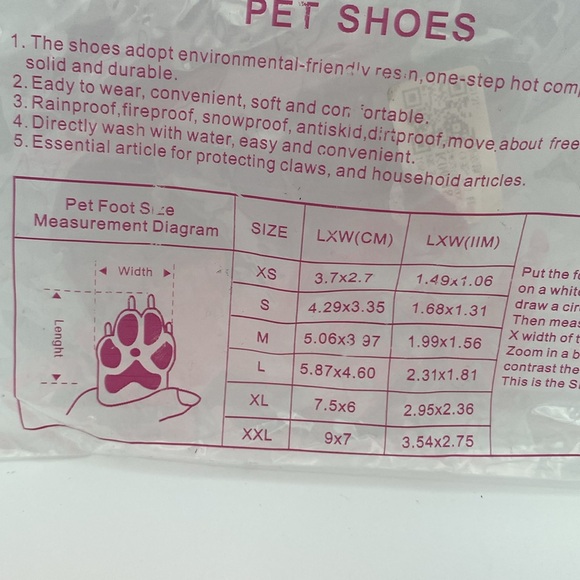 PET SHOES
1. The shoes adopt environmental-friendly resin, one-step hot com
solid and durable.
2. Eady to wear, convenient, soft and comfortable.
3. Rainproof,fireproof, snowproof, antiskid,dirtproof,move,about free
4. Directly wash with water, easy and convenient.
5. Essential article for protecting claws, and househoid articles.
Pet Foot Size
Measurement Diagram
SIZE LXW(CM) LXW(IIM)
Width
Lenght
XS 3.7x2.7 1.49x1.06
S 4.29x3.35 1.68x1.31
M 5.06x3.97 1.99x1.56
L 5.87x4.60 2.31x1.81
XL 7.5x6 2.95x2.36
XXL 9x7 3.54x2.75
Put the
on a
draw a
Then
X width of
Zoom in a
contrast the
This is the